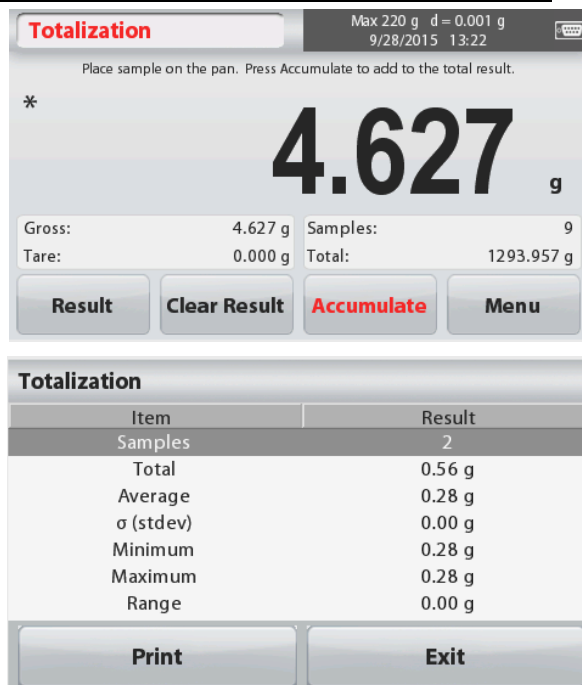 Totalization
Max 220 g d = 0.001 g
9/28/2015 13:22
Place sample on the pan. Press Accumulate to add to the total result.
*
4.627 g
Gross: 4.627 g Samples: 9
Tare: 0.000 g Total: 1293.957 g
Result Clear Result Accumulate Menu
Totalization
Item Result
Samples 2
Total 0.56 g
Average 0.28 g
σ (stdev) 0.00 g
Minimum 0.28 g
Maximum 0.28 g
Range 0.00 g
Print Exit